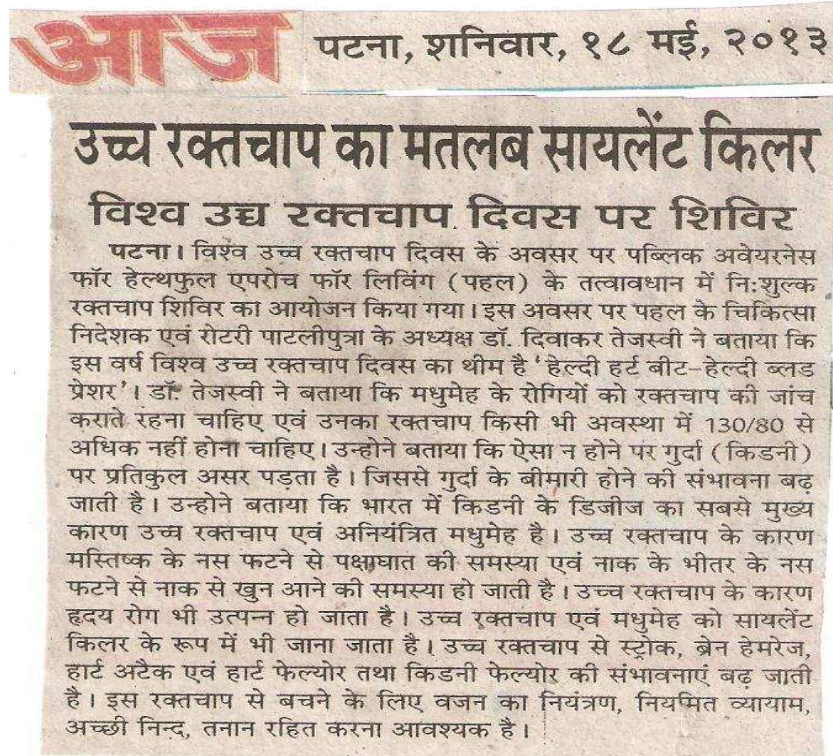 आज
पटना, शनिवार, १८ मई, २०१३
उच्च रक्तचाप का मतलब सायलेंट किलर
विश्व उच्च रक्तचाप दिवस पर शिविर
पटना। विश्व उच्च रक्तचाप दिवस के अवसर पर पब्लिक अवेयरनेस
फॉर हेल्थफुल एपरोच फॉर लिविंग (पहल) के तत्वावधान में नि:शुल्क
रक्तचाप शिविर का आयोजन किया गया। इस अवसर पर पहल के चिकित्सा
निदेशक एवं रोटरी पाटलीपुत्रा के अध्यक्ष डॉ. दिवाकर तेजस्वी ने बताया कि
इस वर्ष विश्व उच्च रक्तचाप दिवस का थीम है 'हेल्दी हर्ट बीट-हेल्दी ब्लड
प्रेशर'। डॉ. तेजस्वी ने बताया कि मधुमेह के रोगियों को रक्तचाप की जांच
कराते रहना चाहिए एवं उनका रक्तचाप किसी भी अवस्था में 130/80 से
अधिक नहीं होना चाहिए। उन्होने बताया कि ऐसा न होने पर गुर्दा (किडनी)
पर प्रतिकुल असर पड़ता है। जिससे गुर्दा के बीमारी होने की संभावना बढ़
जाती है। उन्होने बताया कि भारत में किडनी के डिजीज का सबसे मुख्य
कारण उच्च रक्तचाप एवं अनियंत्रित मधुमेह है। उच्च रक्तचाप के कारण
मस्तिष्क के नस फटने से पक्षाघात की समस्या एवं नाक के भीतर के नस
फटने से नाक से खुन आने की समस्या हो जाती है। उच्च रक्तचाप के कारण
हृदय रोग भी उत्पन्न हो जाता है। उच्च रक्तचाप एवं मधुमेह को सायलेंट
किलर के रूप में भी जाना जाता है। उच्च रक्तचाप से स्ट्रोक, ब्रेन हेमरेज,
हार्ट अटैक एवं हार्ट फेल्योर तथा किडनी फेल्योर की संभावनाएं बढ़ जाती
है। इस रक्तचाप से बचने के लिए वजन का नियंत्रण, नियमित व्यायाम,
अच्छी निन्द, तनान रहित करना आवश्यक है।